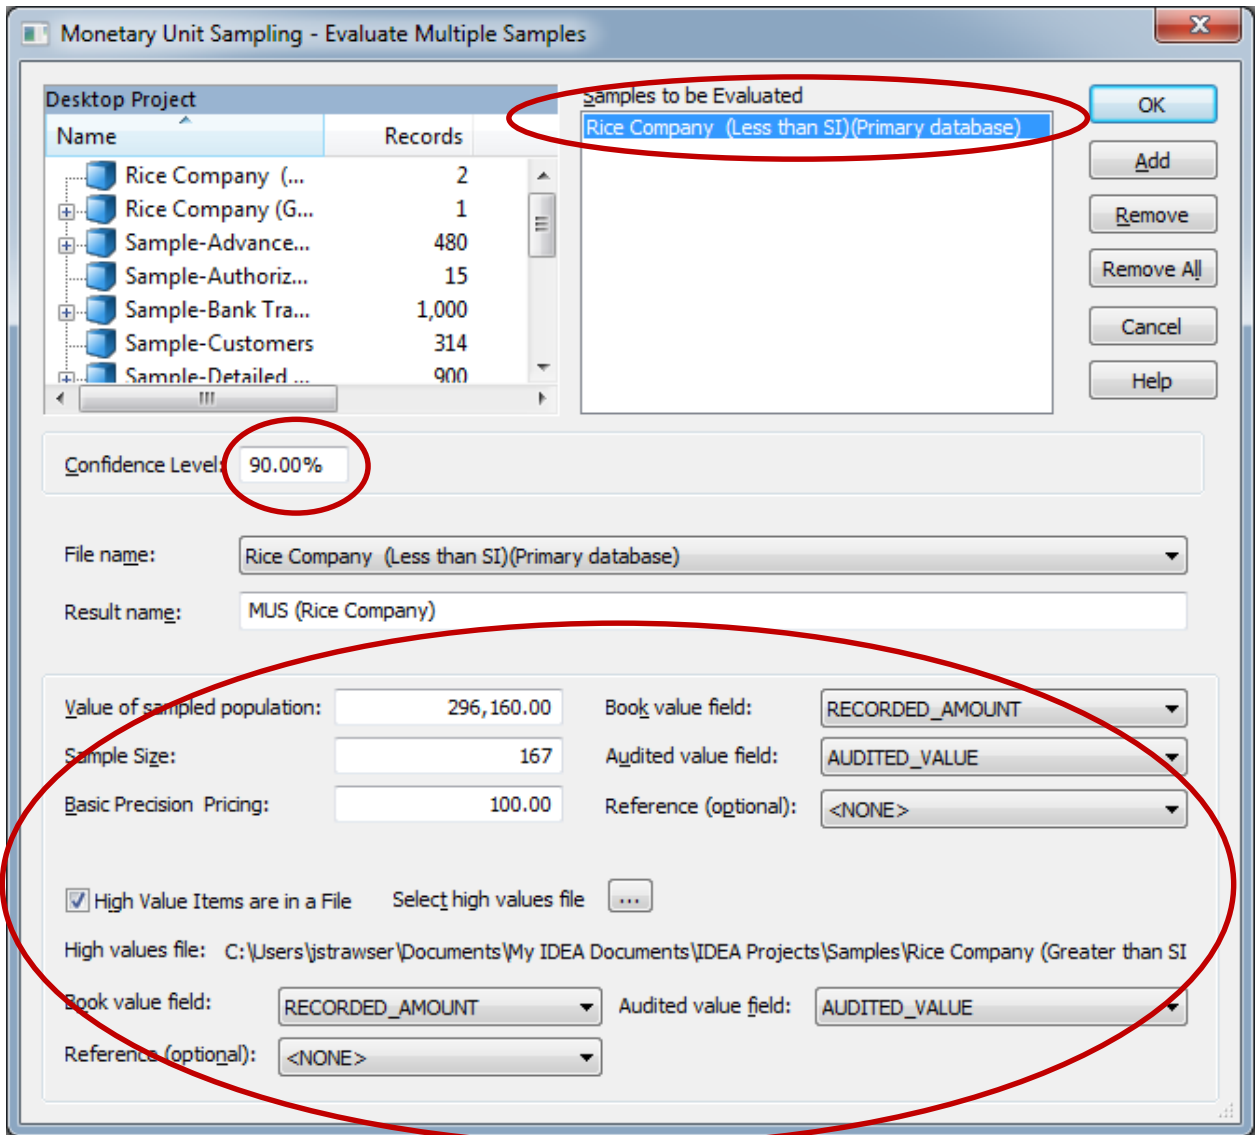 Monetary Unit Sampling - Evaluate Multiple Samples
X
Desktop Project
Name Records
Rice Company (... 2
Rice Company (G... 1
Sample-Advance... 480
Sample-Authoriz... 15
Sample-Bank Tra... 1,000
Sample-Customers 314
Sample-Detailed ... 900
Samples to be Evaluated
Rice Company (Less than SI)(Primary database)
OK
Add
Remove
Remove All
Cancel
Help
Confidence Level: 90.00%
File name: Rice Company (Less than SI)(Primary database)
Result name: MUS (Rice Company)
Value of sampled population: 296,160.00 Book value field: RECORDED_AMOUNT
Sample Size: 167 Audited value field: AUDITED_VALUE
Basic Precision Pricing: 100.00 Reference (optional): <NONE>
High Value Items are in a File Select high values file ...
High values file: C:\Users\jstrawser\Documents\My IDEA Documents\IDEA Projects\Samples\Rice Company (Greater than SI
Book value field: RECORDED_AMOUNT Audited value field: AUDITED_VALUE
Reference (optional): <NONE>